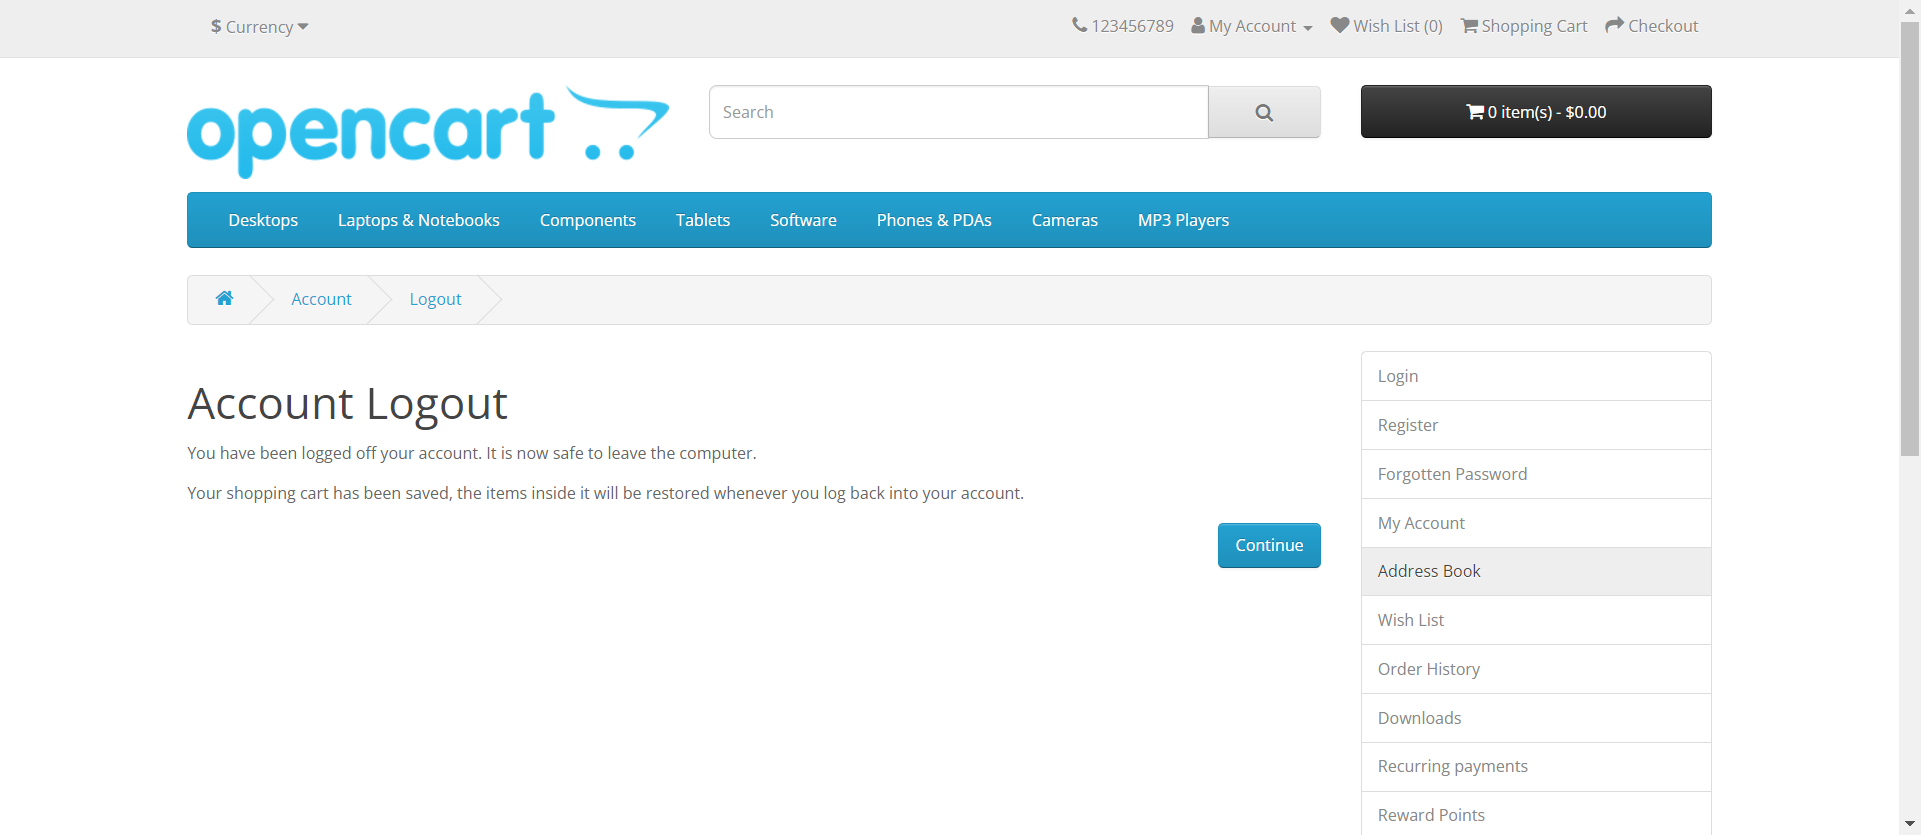 $ Currency
123456789 My Account Wish List (0) Shopping Cart Checkout
opencart
Search
0 item(s) - $0.00
Desktops Laptops & Notebooks Components Tablets Software Phones & PDAs Cameras MP3 Players
Account Logout
Account Logout
You have been logged off your account. It is now safe to leave the computer.
Your shopping cart has been saved, the items inside it will be restored whenever you log back into your account.
Continue
Login
Register
Forgotten Password
My Account
Address Book
Wish List
Order History
Downloads
Recurring payments
Reward Points